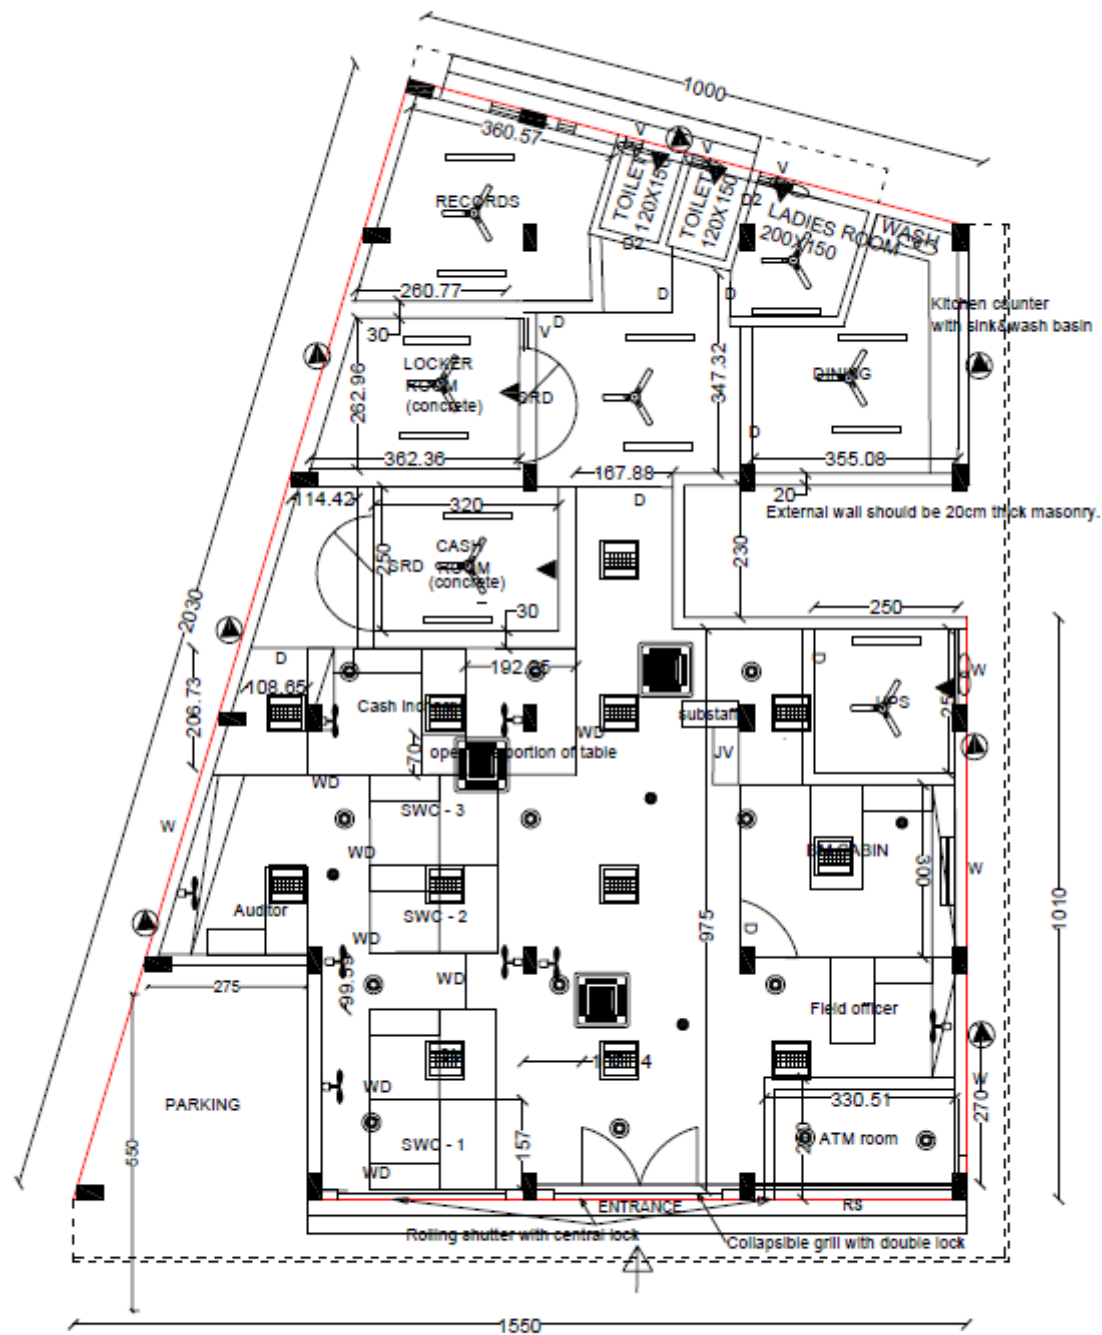 1000
360.57
V
V
V
TOILET
120X150
TOILET
120X150
D2
LADIES ROOM
200X150
WASH
RECORDS
D2
260.77
D
D
Kitchen counter
with sink&wash basin
30
V
D
LOCKER
ROOM
(concrete)
SRD
262.96
347.32
DINING
362.36
167.88
D
355.08
114.42
320
D
20
External wall should be 20cm thick masonry.
CASH
ROOM
(concrete)
SRD
250
230
30
250
2030
D
192.25
D
W
108.65
206.73
Cash Incharge
substaff
UPS
WD
open portion of table
70
JV
WD
SWC - 3
W
WD
BM CABIN
W
300
Auditor
SWC - 2
975
1010
WD
D
WD
99.59
275
Field officer
PARKING
WD
W
330.51
270
550
SWC - 1
157
ATM room
WD
ENTRANCE
RS
Rolling shutter with central lock
Collapsible grill with double lock
1550